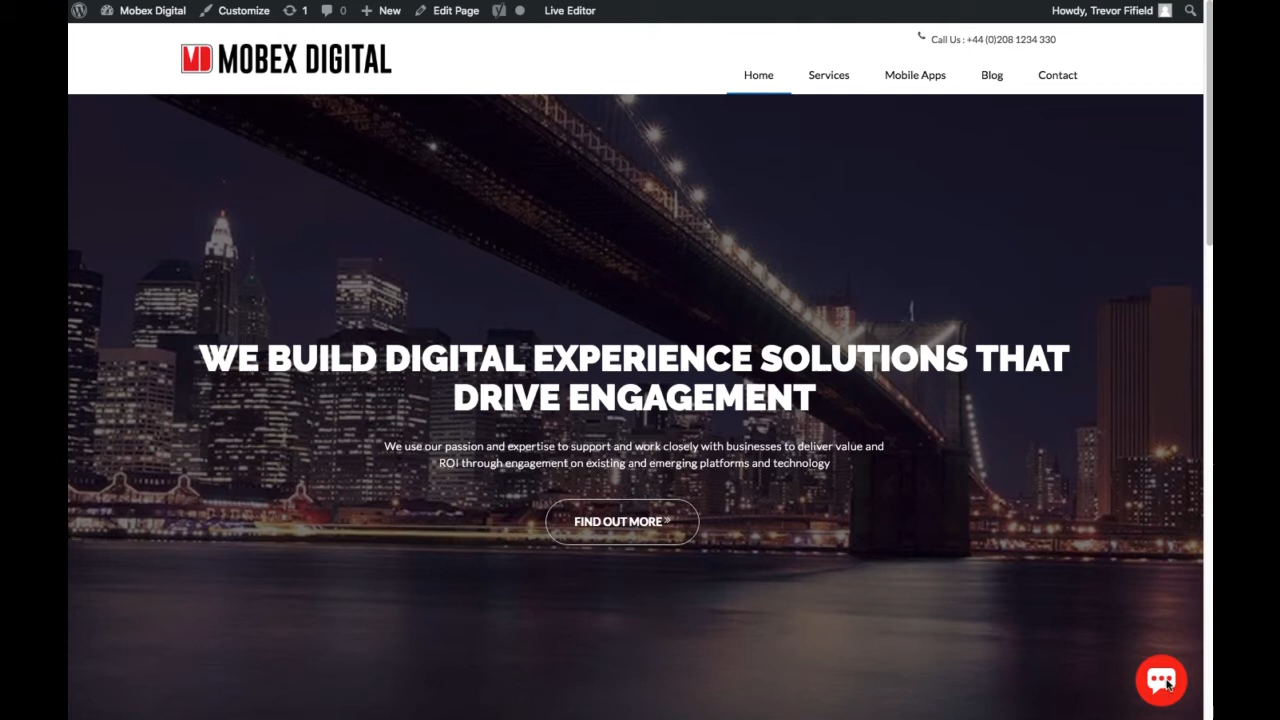 Mobex Digital Customize 1 0 New Edit Page Live Editor Howdy, Trevor Fifield
Call Us : +44 (0)208 1234 330
MD MOBEX DIGITAL
Home Services Mobile Apps Blog Contact
WE BUILD DIGITAL EXPERIENCE SOLUTIONS THAT
DRIVE ENGAGEMENT
We use our passion and expertise to support and work closely with businesses to deliver value and
ROI through engagement on existing and emerging platforms and technology
FIND OUT MORE »